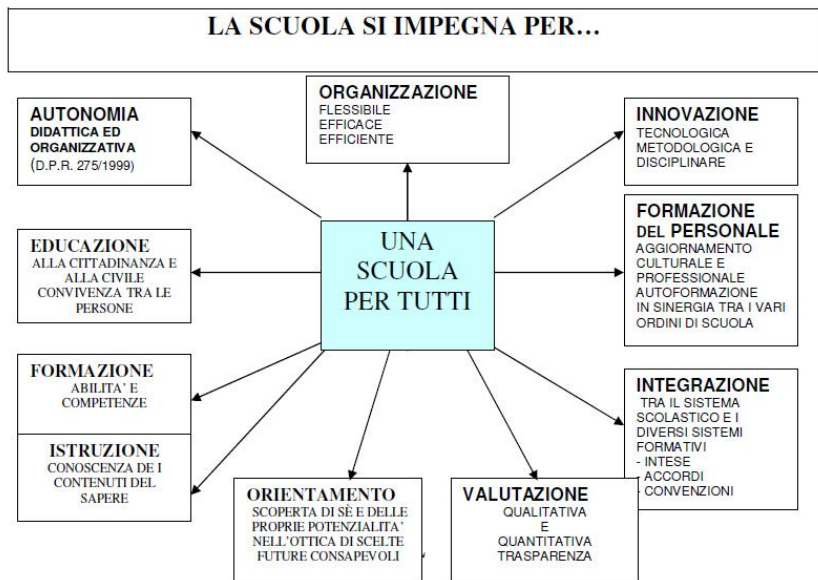 LA SCUOLA SI IMPEGNA PER…
AUTONOMIA
DIDATTICA ED
ORGANIZZATIVA
(D.P.R. 275/1999)
ORGANIZZAZIONE
FLESSIBILE
EFFICACE
EFFICIENTE
INNOVAZIONE
TECNOLOGICA
METODOLOGICA E
DISCIPLINARE
UNA
SCUOLA
PER TUTTI
EDUCAZIONE
ALLA CITTADINANZA E
ALLA CIVILE
CONVIVENZA TRA LE
PERSONE
FORMAZIONE
DEL PERSONALE
AGGIORNAMENTO
CULTURALE E
PROFESSIONALE
AUTOFORMAZIONE
IN SINERGIA TRA I VARI
ORDINI DI SCUOLA
FORMAZIONE
ABILITA' E
COMPETENZE
ISTRUZIONE
CONOSCENZA DE I
CONTENUTI DEL
SAPERE
ORIENTAMENTO
SCOPERTA DI SÈ E DELLE
PROPRIE POTENZIALITA'
NELL'OTTICA DI SCELTE
FUTURE CONSAPEVOLI
VALUTAZIONE
QUALITATIVA
E
QUANTITATIVA
TRASPARENZA
INTEGRAZIONE
TRA IL SISTEMA
SCOLASTICO E I
DIVERSI SISTEMI
FORMATIVI
- INTESE
- ACCORDI
- CONVENZIONI